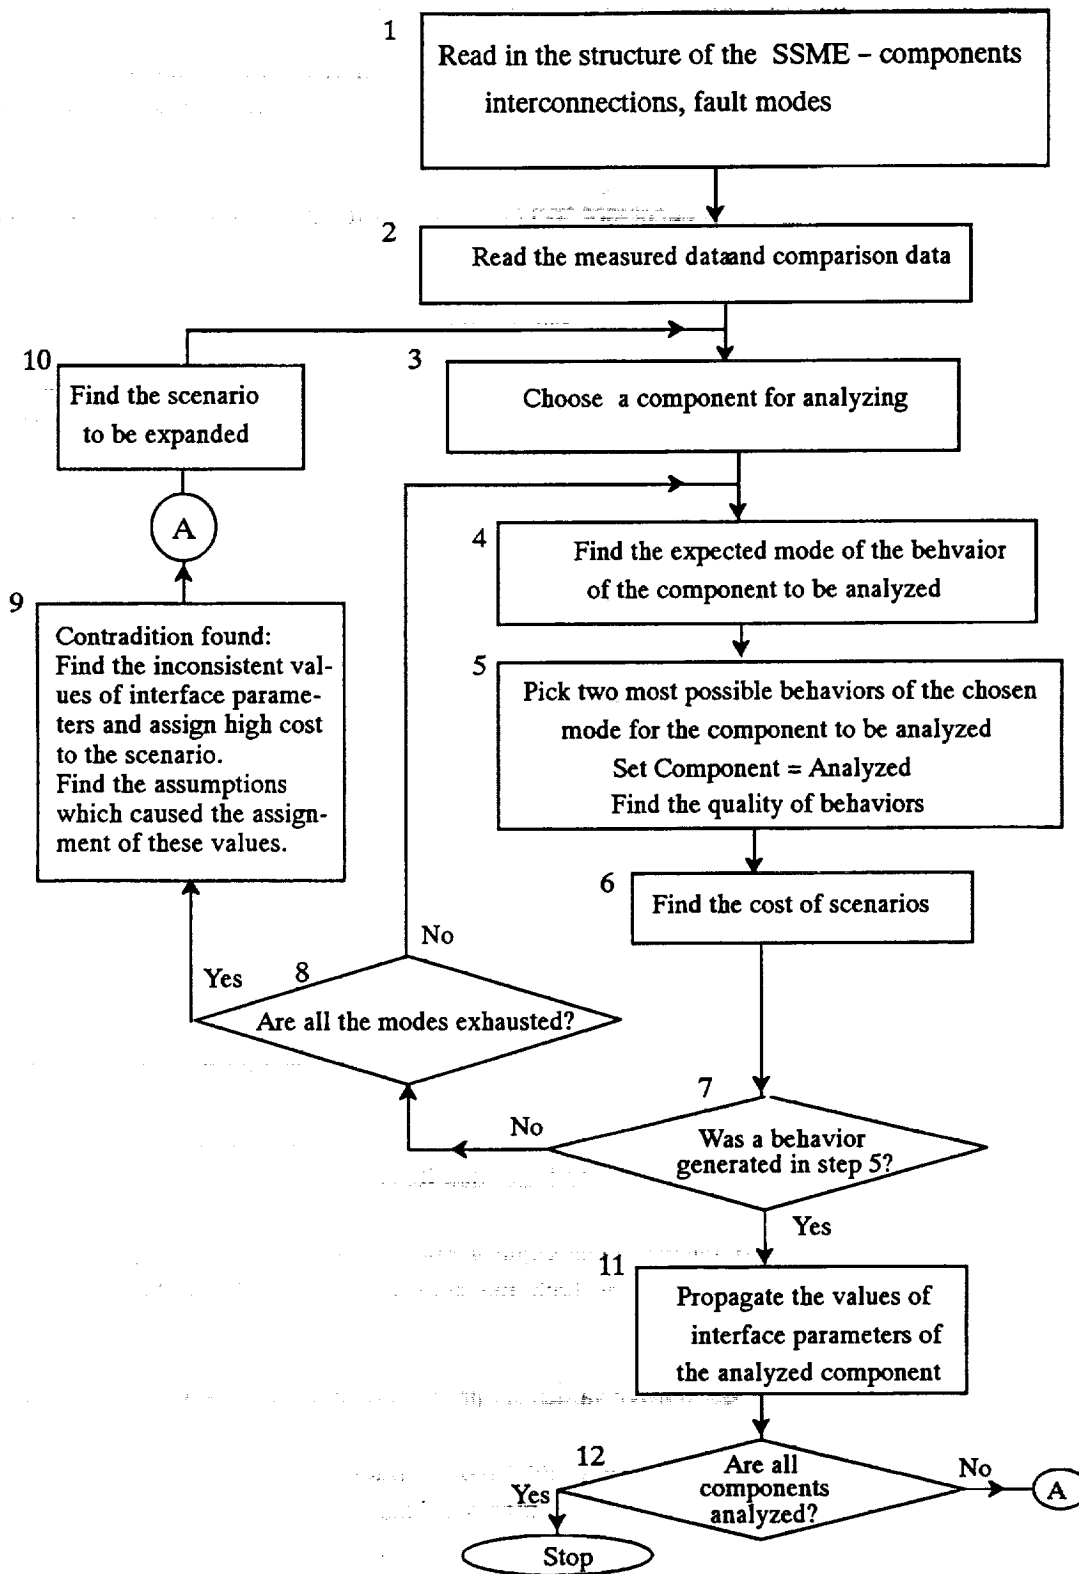 1
Read in the structure of the SSME – components
interconnections, fault modes
2
Read the measured data and comparison data
10
Find the scenario
to be expanded
3
Choose a component for analyzing
A
4
Find the expected mode of the behvaior
of the component to be analyzed
9
Contradition found:
Find the inconsistent val-
ues of interface parame-
ters and assign high cost
to the scenario.
Find the assumptions
which caused the assign-
ment of these values.
5
Pick two most possible behaviors of the chosen
mode for the component to be analyzed
Set Component = Analyzed
Find the quality of behaviors
6
Find the cost of scenarios
No
Yes
8
Are all the modes exhausted?
7
No
Was a behavior
generated in step 5?
Yes
11
Propagate the values of
interface parameters of
the analyzed component
12
Are all
components
analyzed?
No
A
Yes
Stop